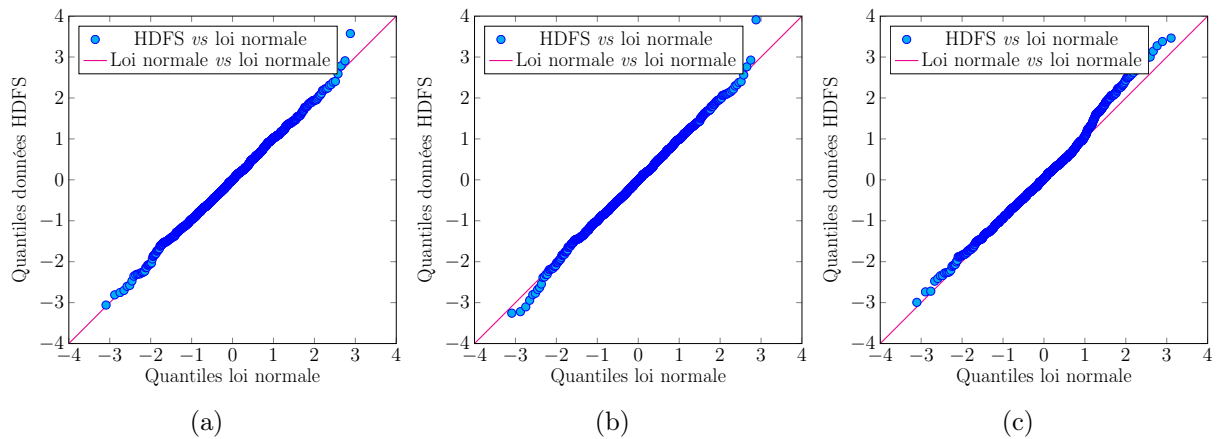 4
3
2
1
0
−1
−2
−3
−4
−4 −3 −2 −1 0 1 2 3 4
Quantiles loi normale
Quantiles données HDFS
HDFS vs loi normale
Loi normale vs loi normale
(a)
4
3
2
1
0
−1
−2
−3
−4
−4 −3 −2 −1 0 1 2 3 4
Quantiles loi normale
Quantiles données HDFS
HDFS vs loi normale
Loi normale vs loi normale
(b)
4
3
2
1
0
−1
−2
−3
−4
−4 −3 −2 −1 0 1 2 3 4
Quantiles loi normale
Quantiles données HDFS
HDFS vs loi normale
Loi normale vs loi normale
(c)